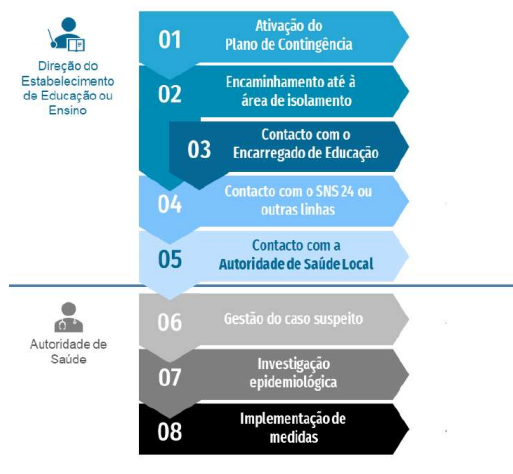 Direção do
Estabelecimento
de Educação ou
Ensino
01
Ativação do
Plano de Contingência
02
Encaminhamento até à
área de isolamento
03
Contacto com o
Encarregado de Educação
04
Contacto com o SNS 24 ou
outras linhas
05
Contacto com a
Autoridade de Saúde Local
Autoridade de
Saúde
06
Gestão do caso suspeito
07
Investigação
epidemiológica
08
Implementação de
medidas